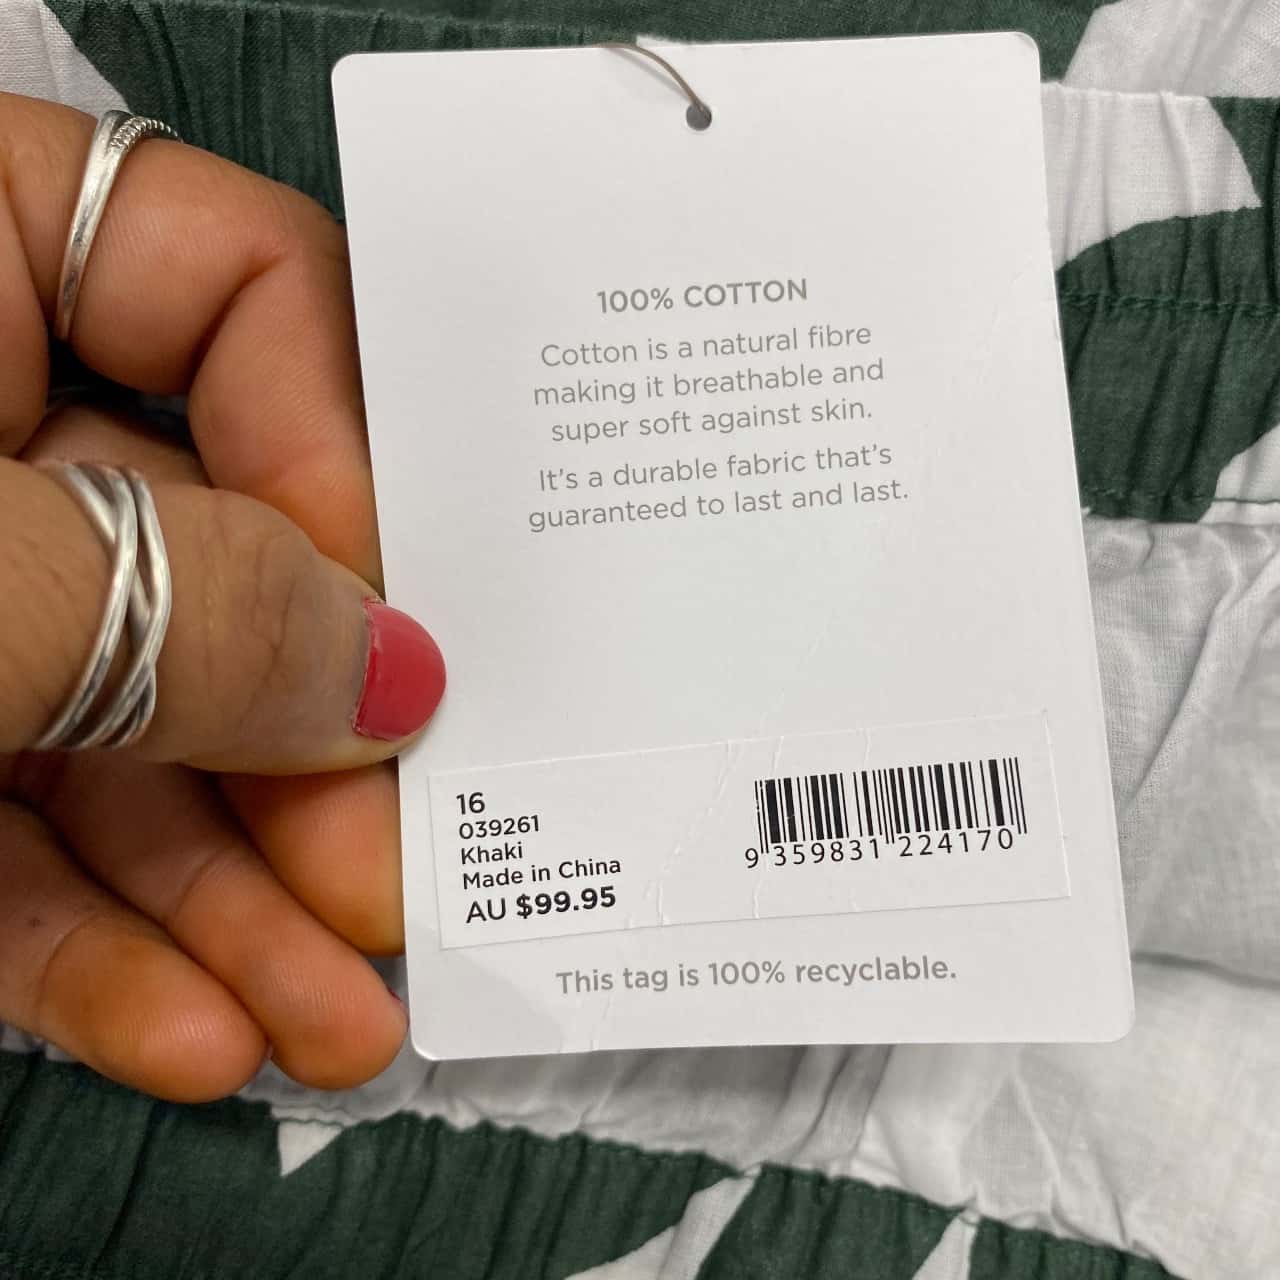 100% COTTON
Cotton is a natural fibre
making it breathable and
super soft against skin.
It's a durable fabric that's
guaranteed to last and last.
16
039261
Khaki
Made in China
AU $99.95
9 359831 224170
This tag is 100% recyclable.